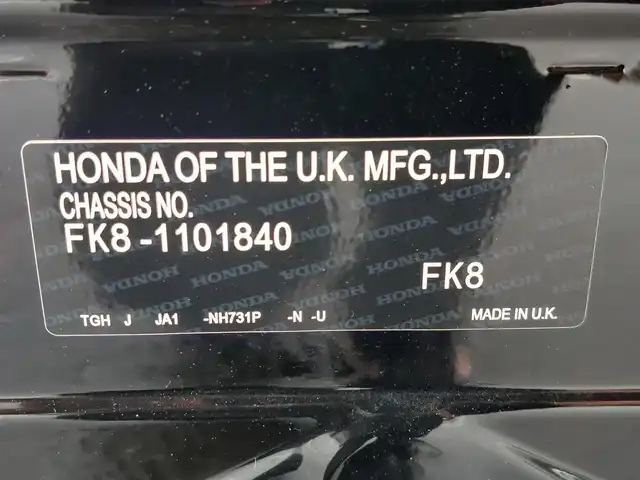 HONDA OF THE U.K. MFG.,LTD.
CHASSIS NO.
FK8 -1101840
FK8
TGH J JA1 -NH731P -N -U MADE IN U.K.